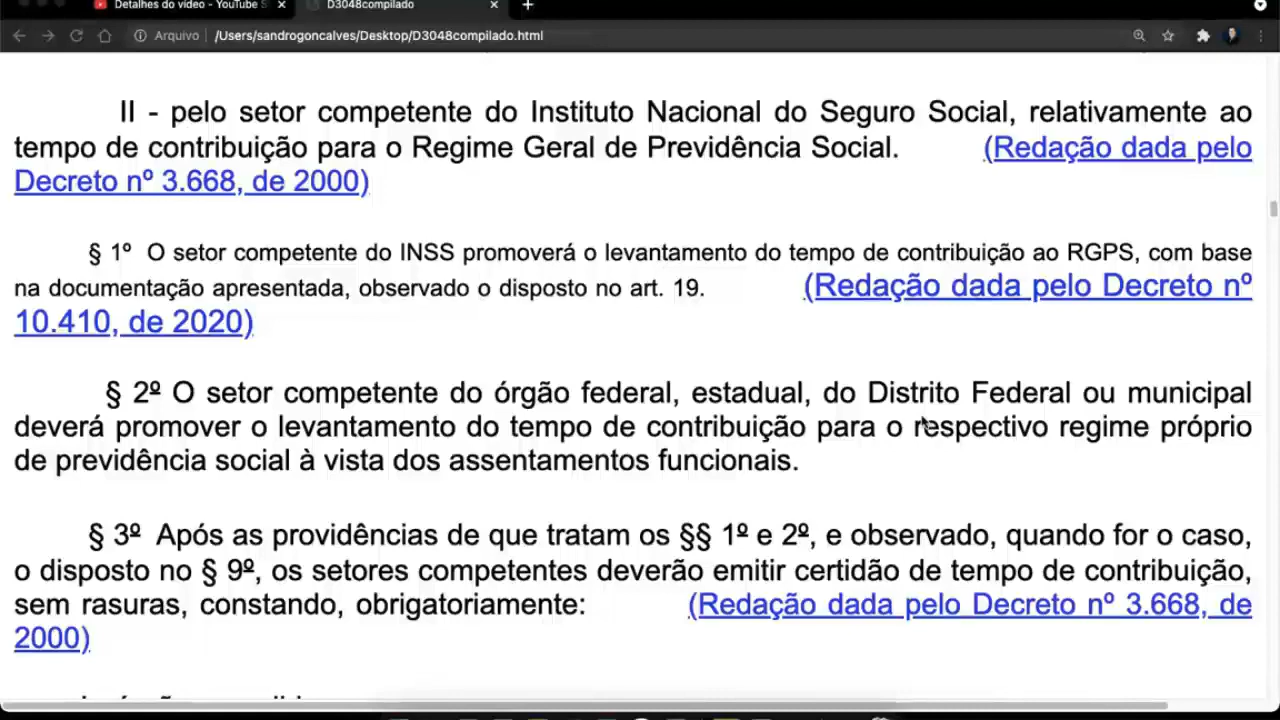 Detalhes do vídeo - YouTube S
D3048compilado
Arquivo
/Users/sandrogoncalves/Desktop/D3048compilado.html
II - pelo setor competente do Instituto Nacional do Seguro Social, relativamente ao
tempo de contribuição para o Regime Geral de Previdência Social. (Redação dada pelo
Decreto nº 3.668, de 2000)
§ 1º O setor competente do INSS promoverá o levantamento do tempo de contribuição ao RGPS, com base
na documentação apresentada, observado o disposto no art. 19. (Redação dada pelo Decreto nº
10.410, de 2020)
§ 2º O setor competente do órgão federal, estadual, do Distrito Federal ou municipal
deverá promover o levantamento do tempo de contribuição para o respectivo regime próprio
de previdência social à vista dos assentamentos funcionais.
§ 3º Após as providências de que tratam os §§ 1º e 2º, e observado, quando for o caso,
o disposto no § 9º, os setores competentes deverão emitir certidão de tempo de contribuição,
sem rasuras, constando, obrigatoriamente: (Redação dada pelo Decreto nº 3.668, de
2000)